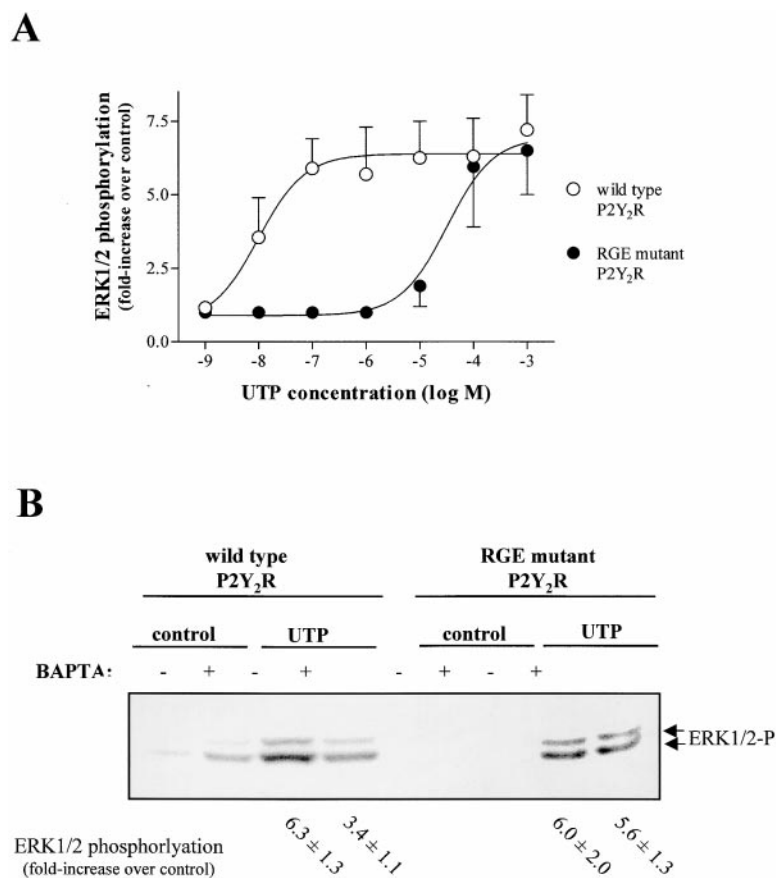 A
ERK1/2 phosphorylation
(fold-increase over control)
7.5
5.0
2.5
0.0
-9 -8 -7 -6 -5 -4 -3
UTP concentration (log M)
wild type
P2Y₂R
RGE mutant
P2Y₂R
B
wild type RGE mutant
P2Y₂R P2Y₂R
control UTP control UTP
BAPTA: - + - + - + - +
ERK1/2-P
6.3 ± 1.3 3.4 ± 1.1 6.0 ± 2.0 5.6 ± 1.3
ERK1/2 phosphorlyation
(fold-increase over control)